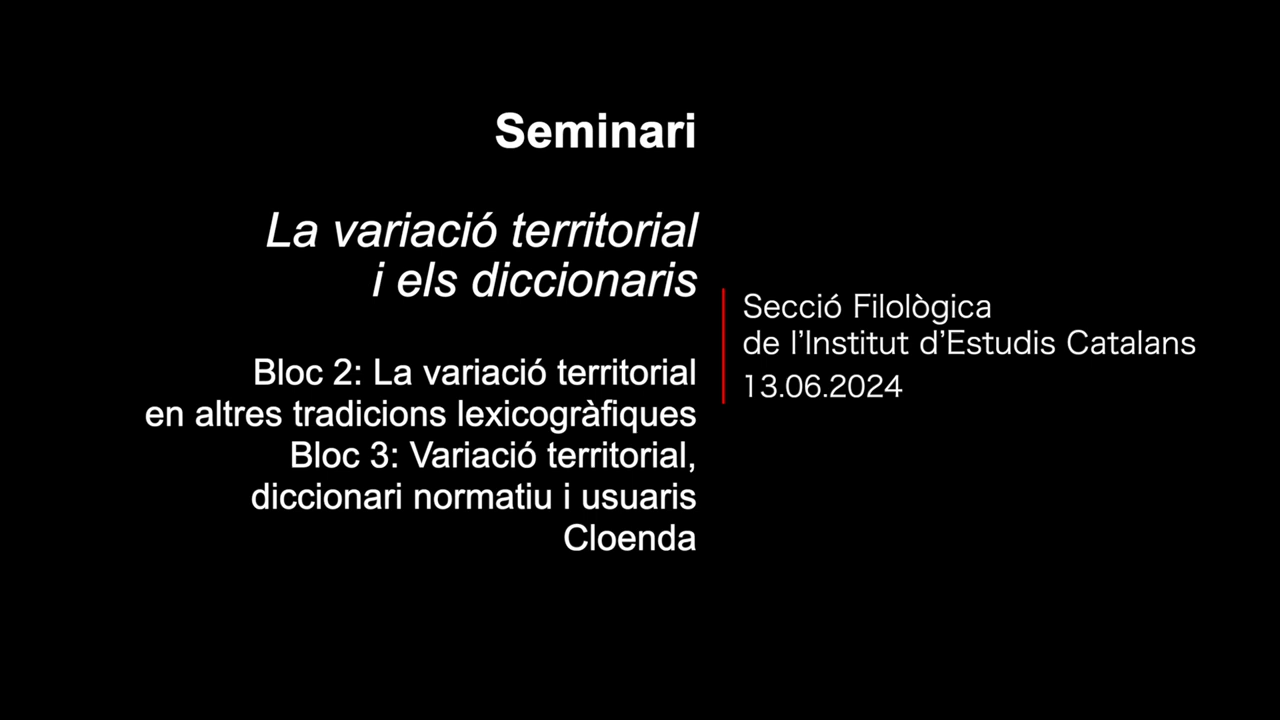 Seminari
La variació territorial
i els diccionaris
Bloc 2: La variació territorial
en altres tradicions lexicogràfiques
Bloc 3: Variació territorial,
diccionari normatiu i usuaris
Cloenda
Secció Filològica
de l'Institut d'Estudis Catalans
13.06.2024